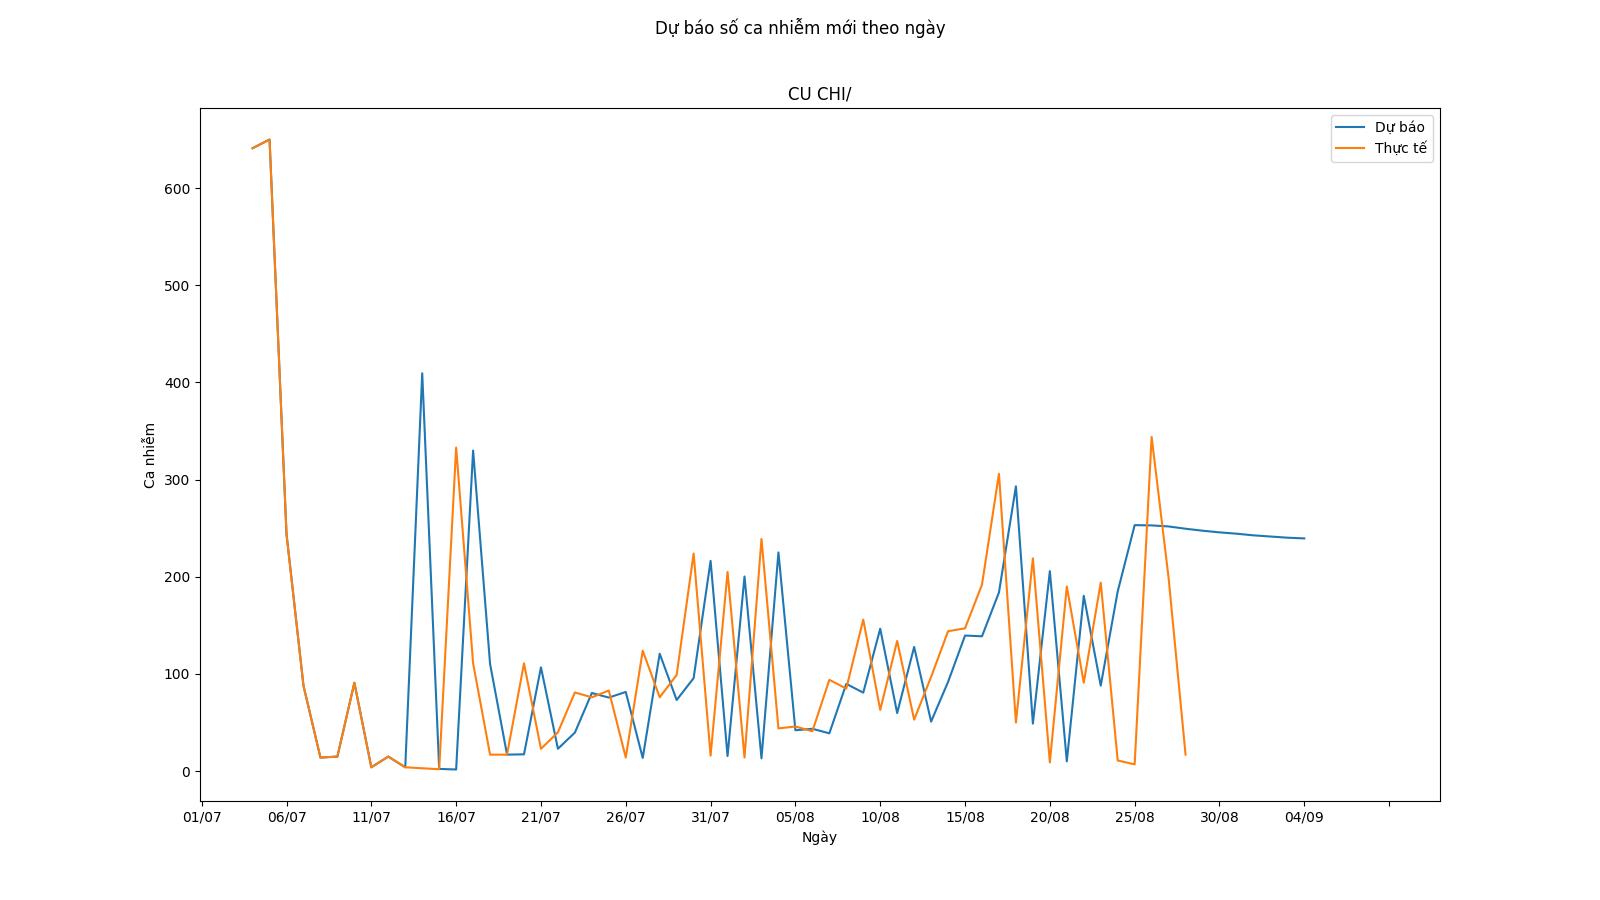 Dự báo số ca nhiễm mới theo ngày
CU CHI/
Dự báo
Thực tế
600
500
400
300
200
100
0
Ca nhiễm
01/07 06/07 11/07 16/07 21/07 26/07 31/07 05/08 10/08 15/08 20/08 25/08 30/08 04/09
Ngày